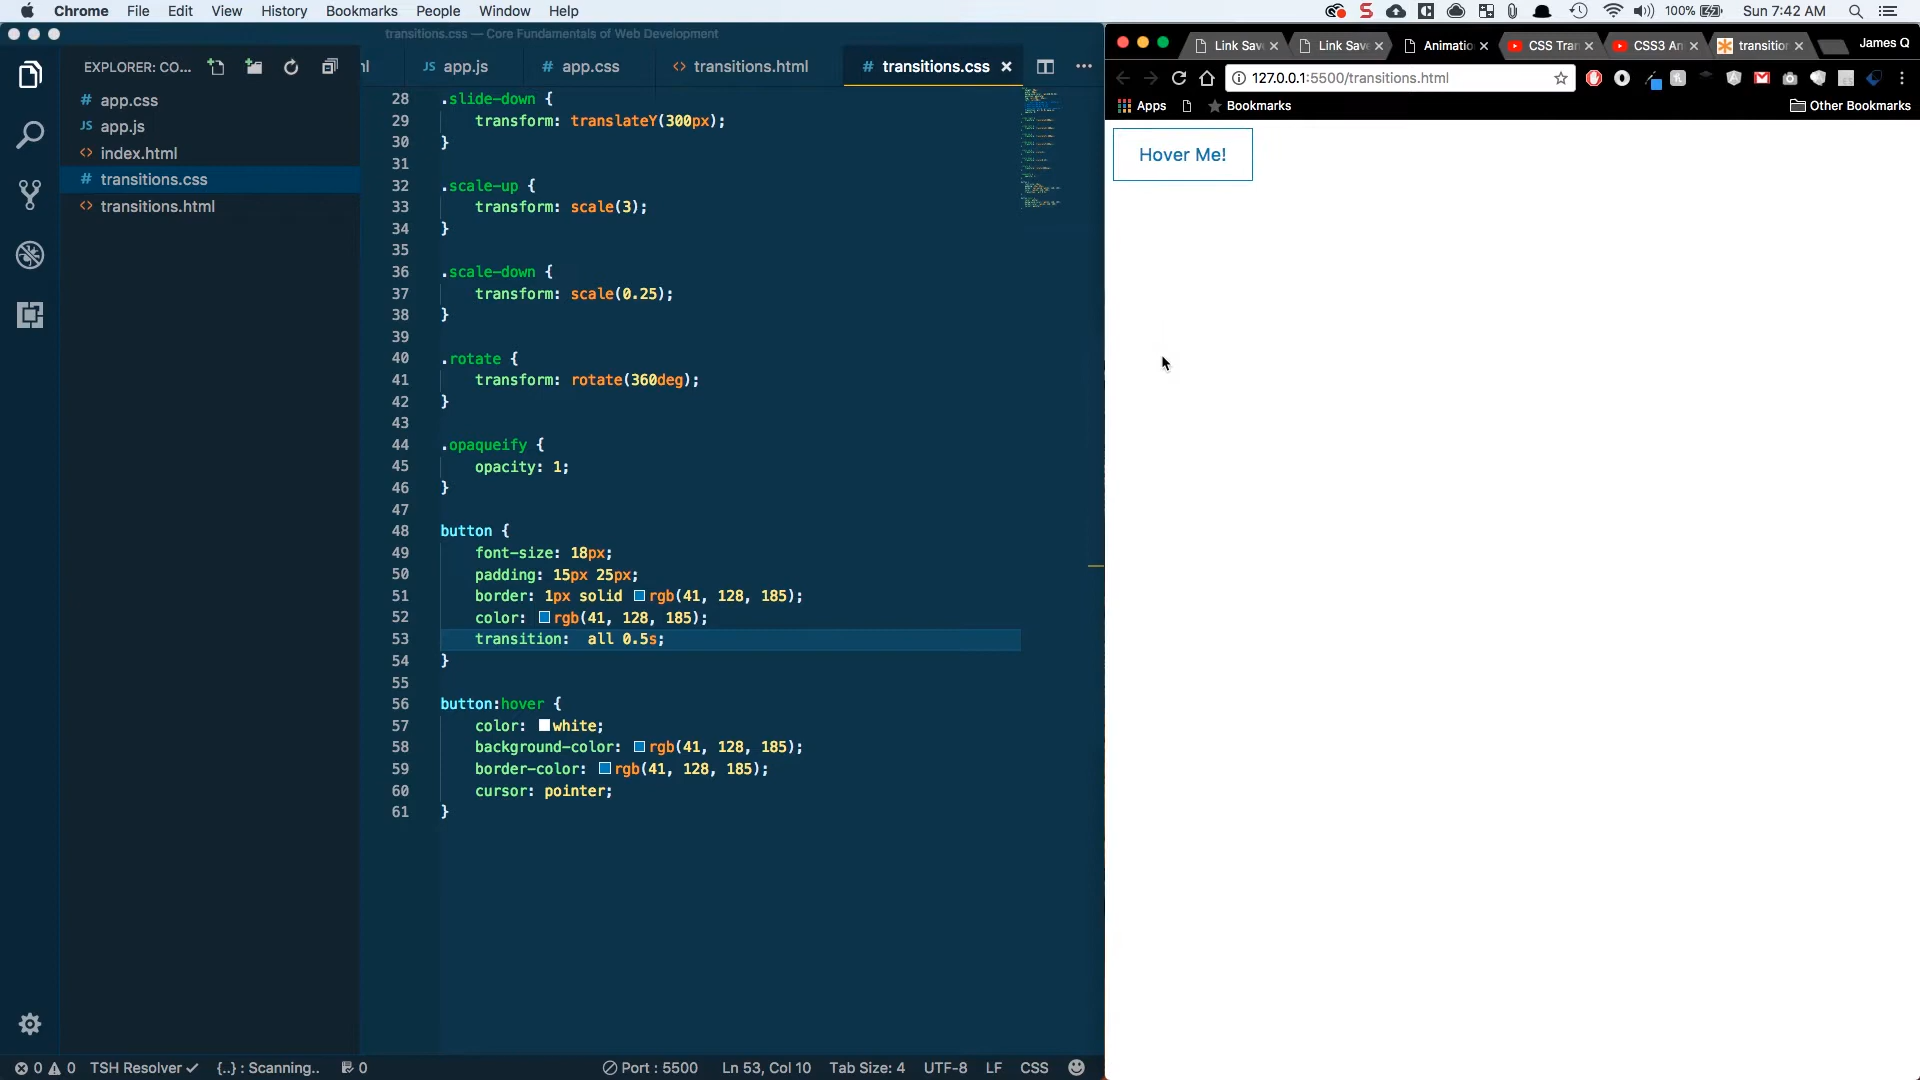 Chrome File Edit View History Bookmarks People Window Help 100% Sun 7:42 AM
transitions.css — Core Fundamentals of Web Development
EXPLORER: CO...
# app.css
JS app.js
index.html
# transitions.css
transitions.html
JS app.js # app.css transitions.html # transitions.css
28 .slide-down {
29 transform: translateY(300px);
30 }
31
32 .scale-up {
33 transform: scale(3);
34 }
35
36 .scale-down {
37 transform: scale(0.25);
38 }
39
40 .rotate {
41 transform: rotate(360deg);
42 }
43
44 .opaqueify {
45 opacity: 1;
46 }
47
48 button {
49 font-size: 18px;
50 padding: 15px 25px;
51 border: 1px solid rgb(41, 128, 185);
52 color: rgb(41, 128, 185);
53 transition:  all 0.5s;
54 }
55
56 button:hover {
57 color: white;
58 background-color: rgb(41, 128, 185);
59 border-color: rgb(41, 128, 185);
60 cursor: pointer;
61 }
0 0 TSH Resolver {..} : Scanning.. 0 Port : 5500 Ln 53, Col 10 Tab Size: 4 UTF-8 LF CSS
Link Sav Link Sav Animatio CSS Tran CSS3 An transition James Q
127.0.0.1:5500/transitions.html
Apps Bookmarks Other Bookmarks
Hover Me!